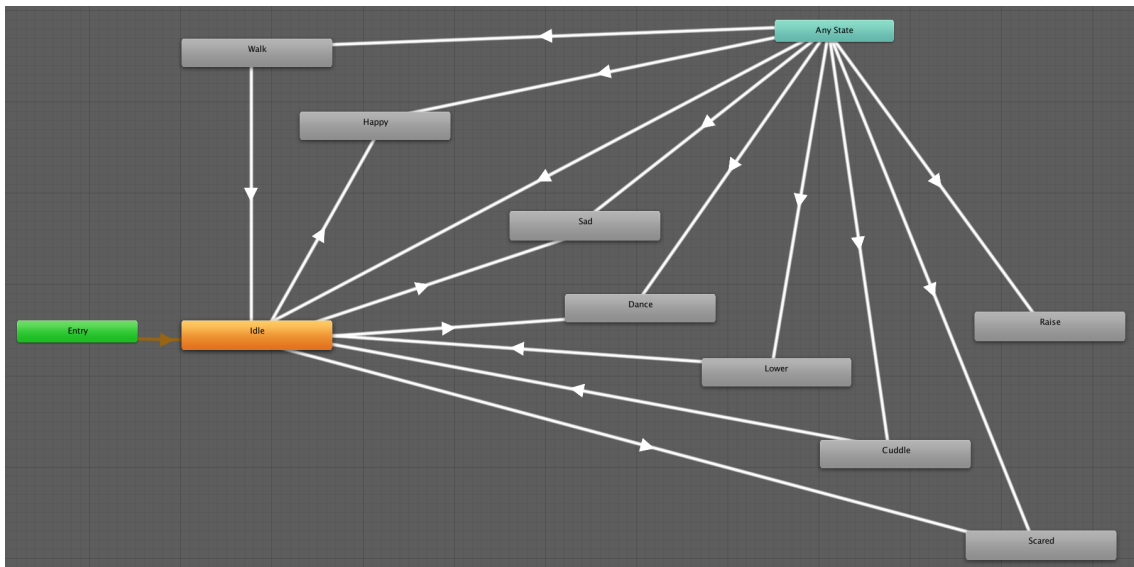 Any State
Walk
Happy
Sad
Dance
Entry
Idle
Raise
Lower
Cuddle
Scared